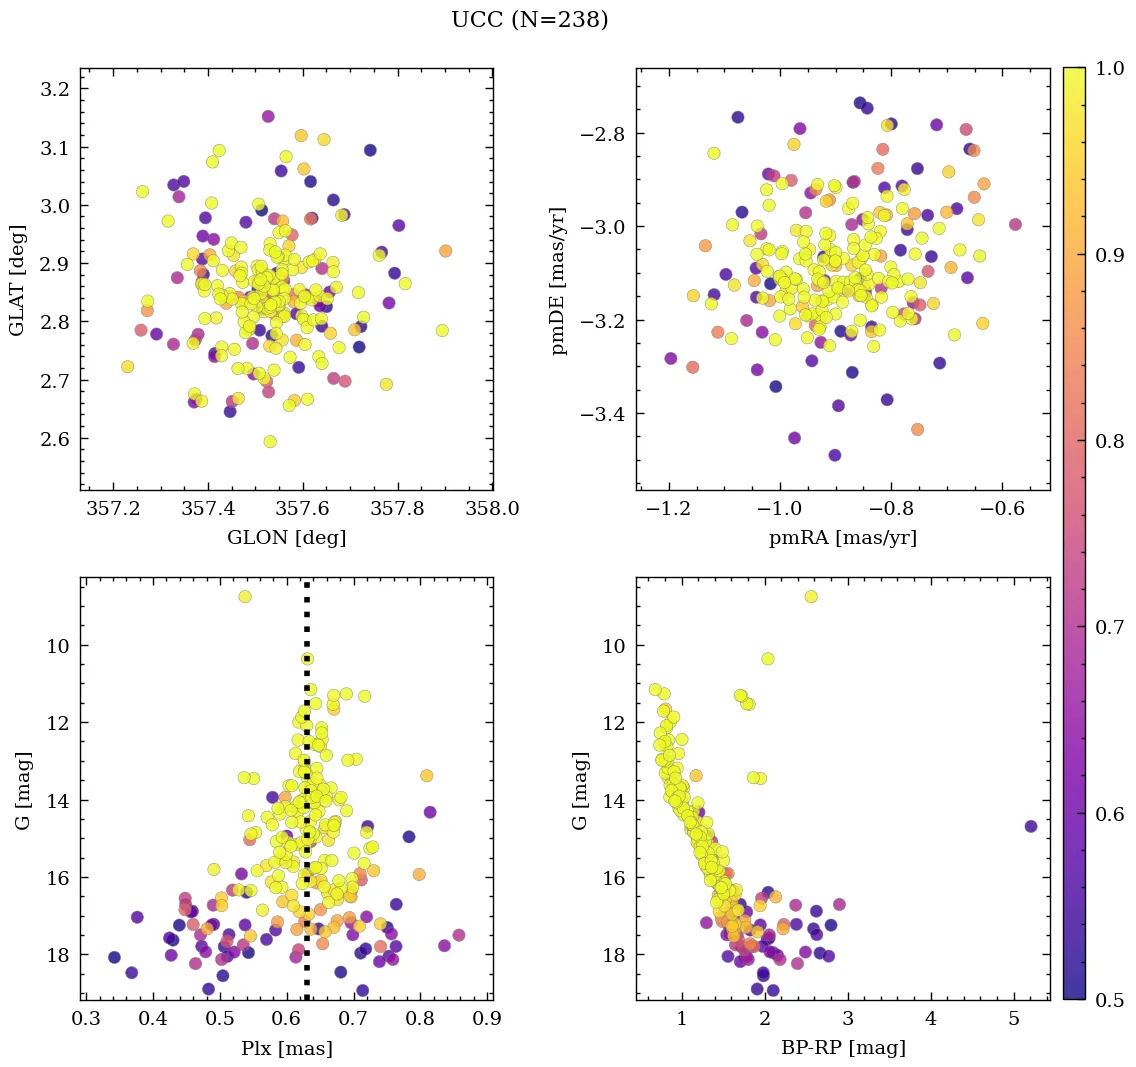 UCC (N=238)
3.2
3.1
3.0
2.9
2.8
2.7
2.6
GLAT [deg]
357.2 357.4 357.6 357.8 358.0
GLON [deg]
−2.8
−3.0
−3.2
−3.4
pmDE [mas/yr]
−1.2 −1.0 −0.8 −0.6
pmRA [mas/yr]
10
12
14
16
18
G [mag]
0.3 0.4 0.5 0.6 0.7 0.8 0.9
Plx [mas]
10
12
14
16
18
G [mag]
1 2 3 4 5
BP-RP [mag]
1.0
0.9
0.8
0.7
0.6
0.5